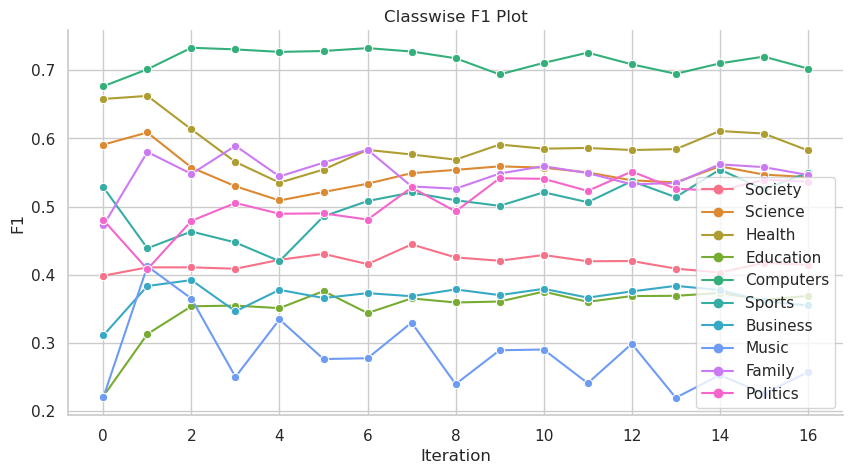 Classwise F1 Plot
F1
0.7
0.6
0.5
0.4
0.3
0.2
0 2 4 6 8 10 12 14 16
Iteration
Society
Science
Health
Education
Computers
Sports
Business
Music
Family
Politics